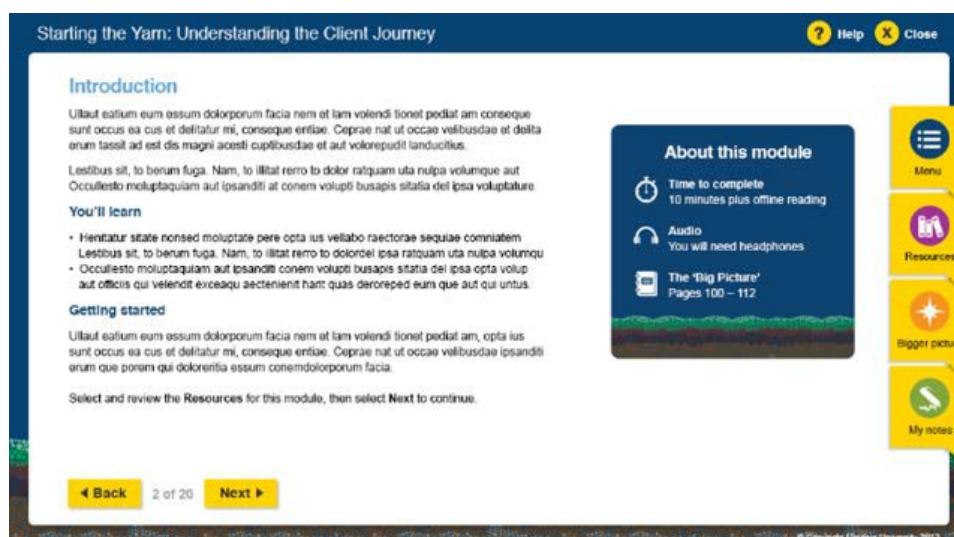 Starting the Yarn: Understanding the Client Journey
? Help X Close
Introduction
Ullaut eatium eum essum dolorporum facia nem et lam volendi tionet pediat am conseque
sunt occus ea cus et delitatur mi, conseque entiae. Ceprae nat ut occae velibusdae et delita
erum tassit ad est dis magni acesti cuptibusdae et aut volorepudit landucitius.
Lestibus sit, to berum fuga. Nam, to illitat rerro to dolor ratquam uta nulpa volumque aut
Occullesto moluptaquiam aut ipsanditi at conem volupti busapis sitatia del ipsa voluptature
You'll learn
• Henitatur sitate nonsed moluptate pere opta ius vellabo raectorae sequiae comniatem
Lestibus sit, to berum fuga. Nam, to illitat rerro to dolordel ipsa ratquam uta nulpa volumqu
• Occullesto moluptaquiam aut ipsanditi conem volupti busapis sitatia del ipsa opta volup
aut officiis qui velendit exceaqu aectenienit harit quas deroreped eum que aut qui untus.
Getting started
Ullaut eatium eum essum dolorporum facia nem et lam volendi tionet pediat am, opta ius
sunt occus ea cus et delitatur mi, conseque entiae. Ceprae nat ut occae velibusdae ipsanditi
erum que porem qui doloreritia essum conemdolorporum facia.
Select and review the Resources for this module, then select Next to continue.
Back 2 of 20 Next
About this module
Time to complete
10 minutes plus offline reading
Audio
You will need headphones
The 'Big Picture'
Pages 100 – 112
Menu
Resources
Bigger pictu
My notes